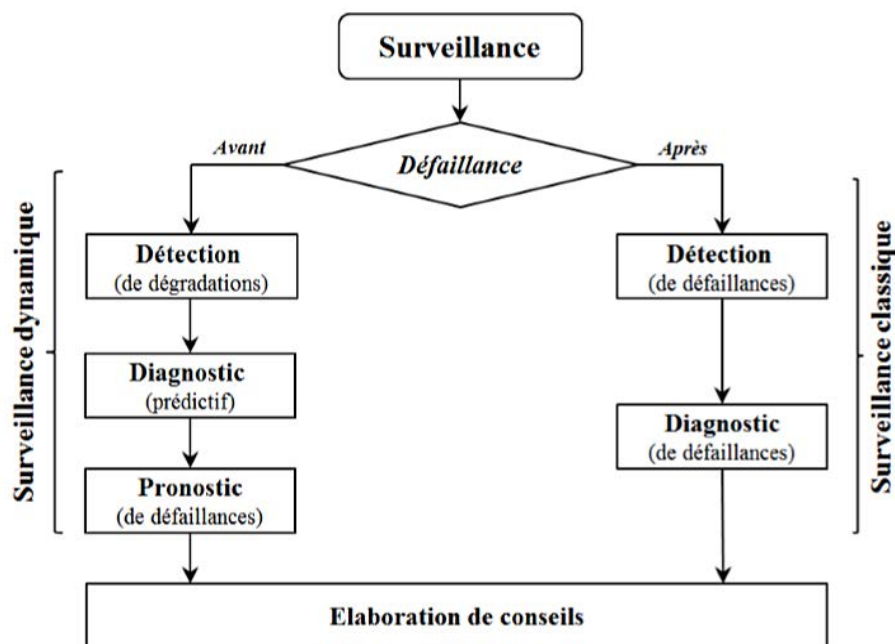 Surveillance
Avant
Après
Défaillance
Surveillance dynamique
Détection
(de dégradations)
Diagnostic
(prédictif)
Pronostic
(de défaillances)
Détection
(de défaillances)
Diagnostic
(de défaillances)
Surveillance classique
Elaboration de conseils